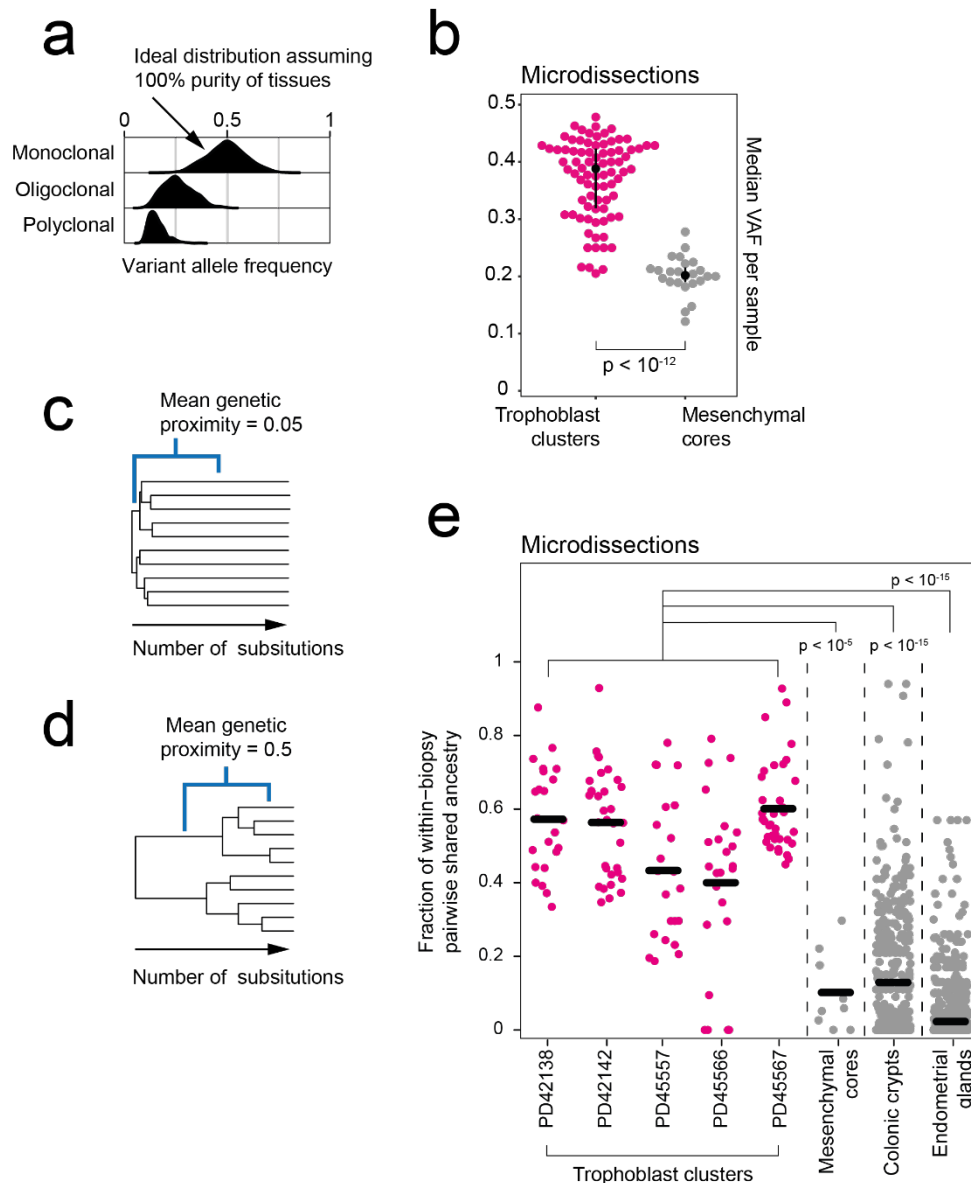 a
Ideal distribution assuming
100% purity of tissues
0 0.5 1
Monoclonal
Oligoclonal
Polyclonal
Variant allele frequency
b
Microdissections
0.5
0.4
0.3
0.2
0.1
0
p < 10⁻¹²
Trophoblast
clusters
Mesenchymal
cores
Median VAF per
sample
c
Mean genetic
proximity = 0.05
Number of subsitutions
d
Mean genetic
proximity = 0.5
Number of subsitutions
e
Microdissections
p < 10⁻¹⁵
p < 10⁻⁵ p < 10⁻¹⁵
Fraction of within−biopsy
pairwise shared ancestry
1
0.8
0.6
0.4
0.2
0
PD42138
PD42142
PD45557
PD45566
PD45567
Mesenchymal
cores
Colonic crypts
Endometrial
glands
Trophoblast clusters